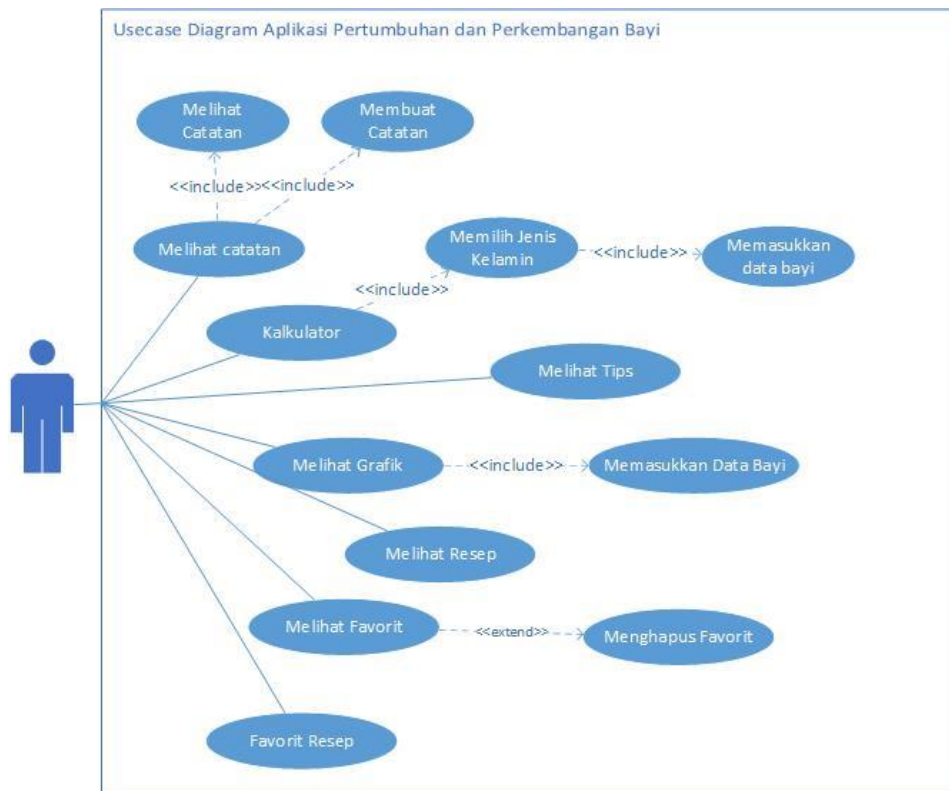 Usecase Diagram Aplikasi Pertumbuhan dan Perkembangan Bayi
Melihat
Catatan
Membuat
Catatan
<<include>>
<<include>>
Melihat catatan
Memilih Jenis
Kelamin
<<include>>
Memasukkan
data bayi
<<include>>
Kalkulator
Melihat Tips
Melihat Grafik
<<include>>
Memasukkan Data Bayi
Melihat Resep
Melihat Favorit
<<extend>>
Menghapus Favorit
Favorit Resep